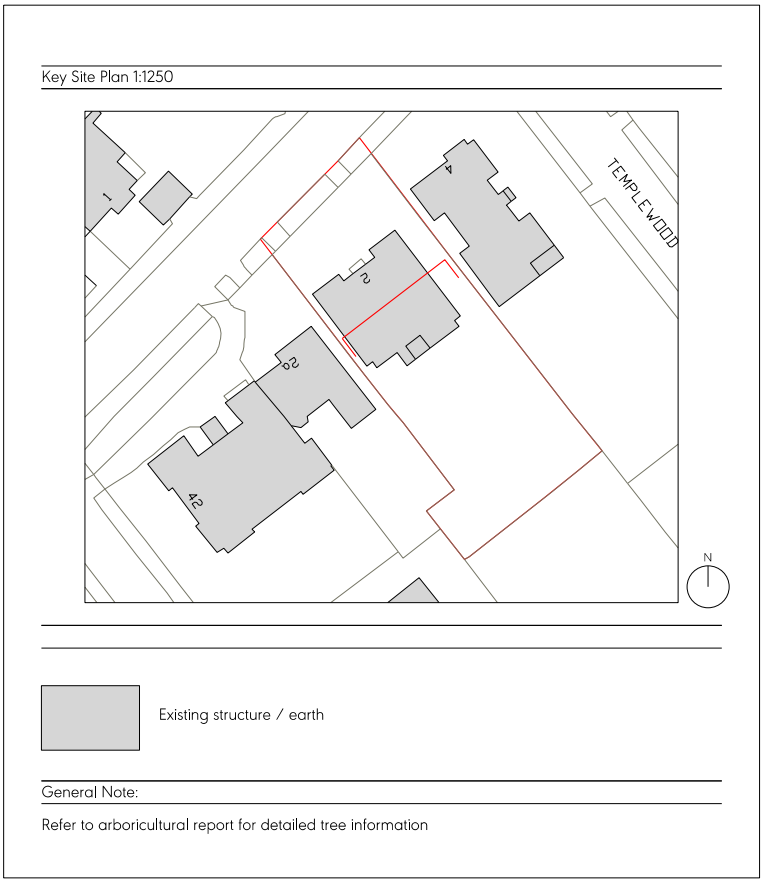 Key Site Plan 1:1250
4
TEMPLEWOOD
1
2
2a
42
N
Existing structure / earth
General Note:
Refer to arboricultural report for detailed tree information